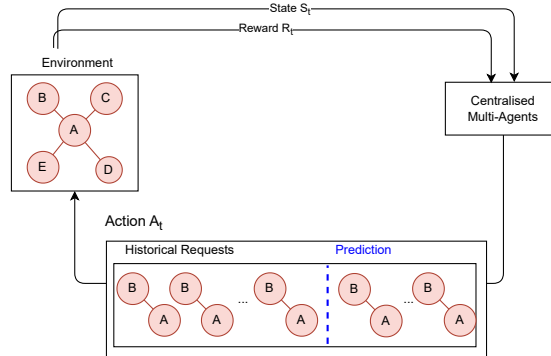 State S_t
Reward R_t
Environment
B
C
A
E
D
Centralised
Multi-Agents
Action A_t
Historical Requests
Prediction
B B ... B B ... B
A A A A A